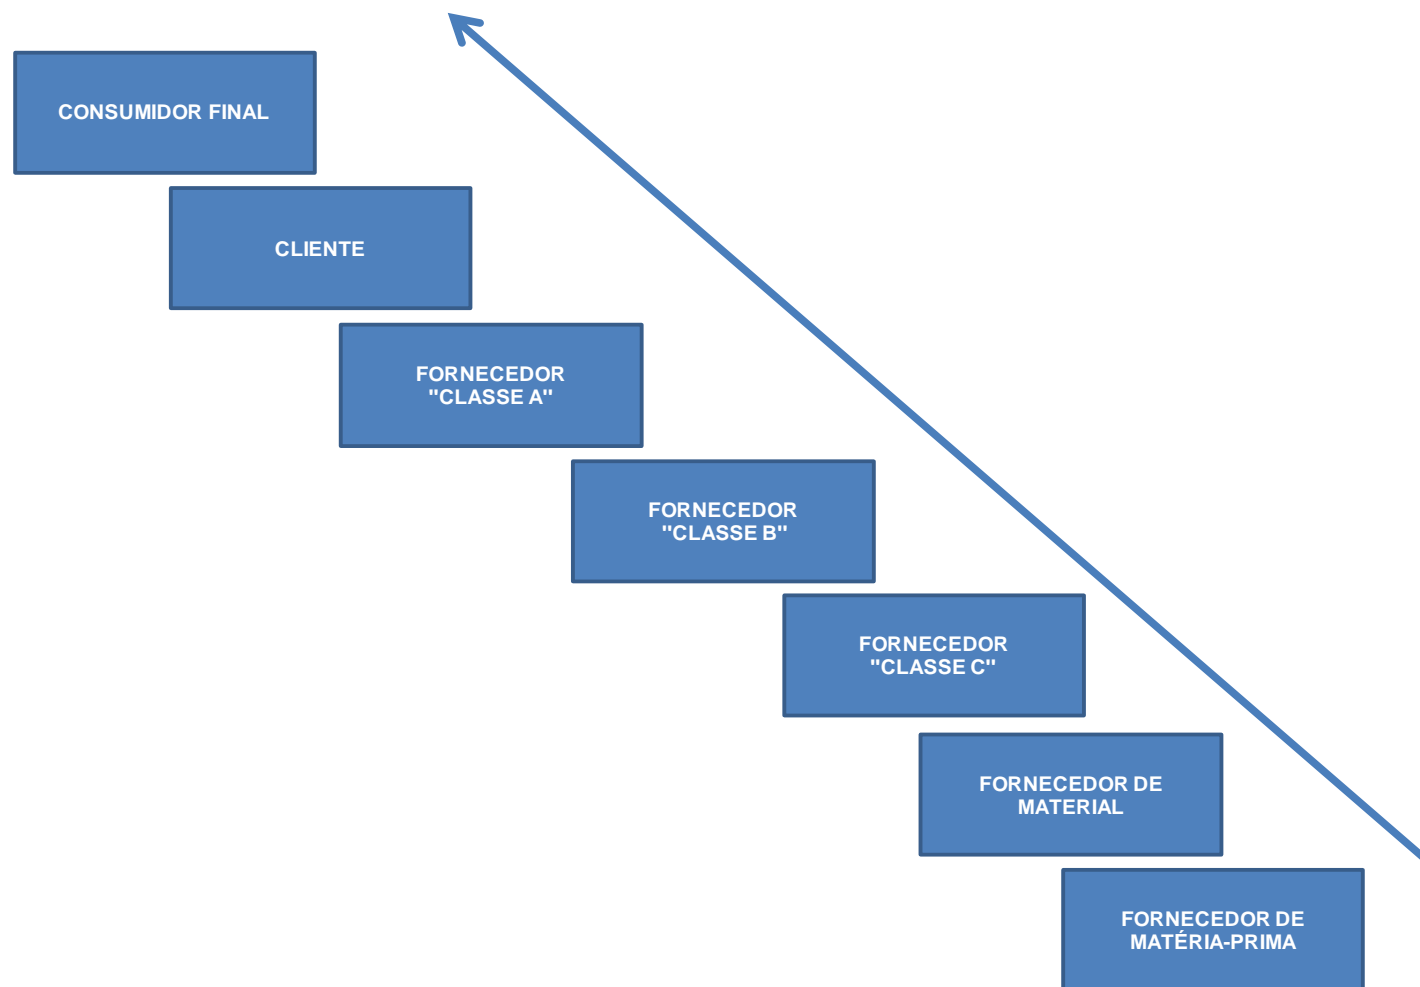 CONSUMIDOR FINAL
CLIENTE
FORNECEDOR
"CLASSE A"
FORNECEDOR
"CLASSE B"
FORNECEDOR
"CLASSE C"
FORNECEDOR DE
MATERIAL
FORNECEDOR DE
MATÉRIA-PRIMA